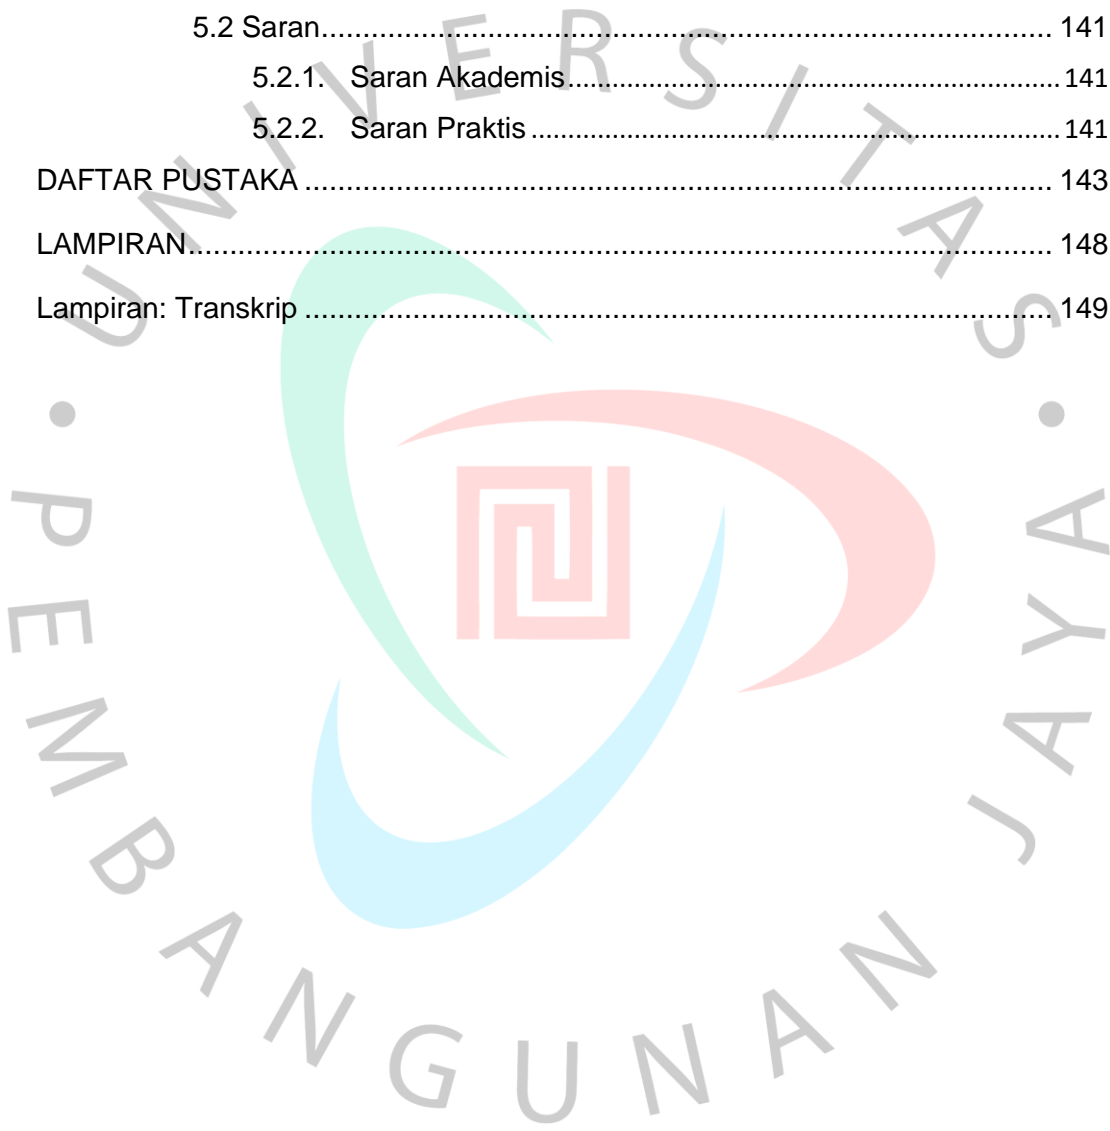 5.2 Saran........................................................................................ 141
5.2.1. Saran Akademis...................................................................... 141
5.2.2. Saran Praktis........................................................................... 141
DAFTAR PUSTAKA ........................................................................................ 143
LAMPIRAN........................................................................................ 148
Lampiran: Transkrip ........................................................................................ 149
UNIVERSITAS • PEMBANGUNAN JAYA •